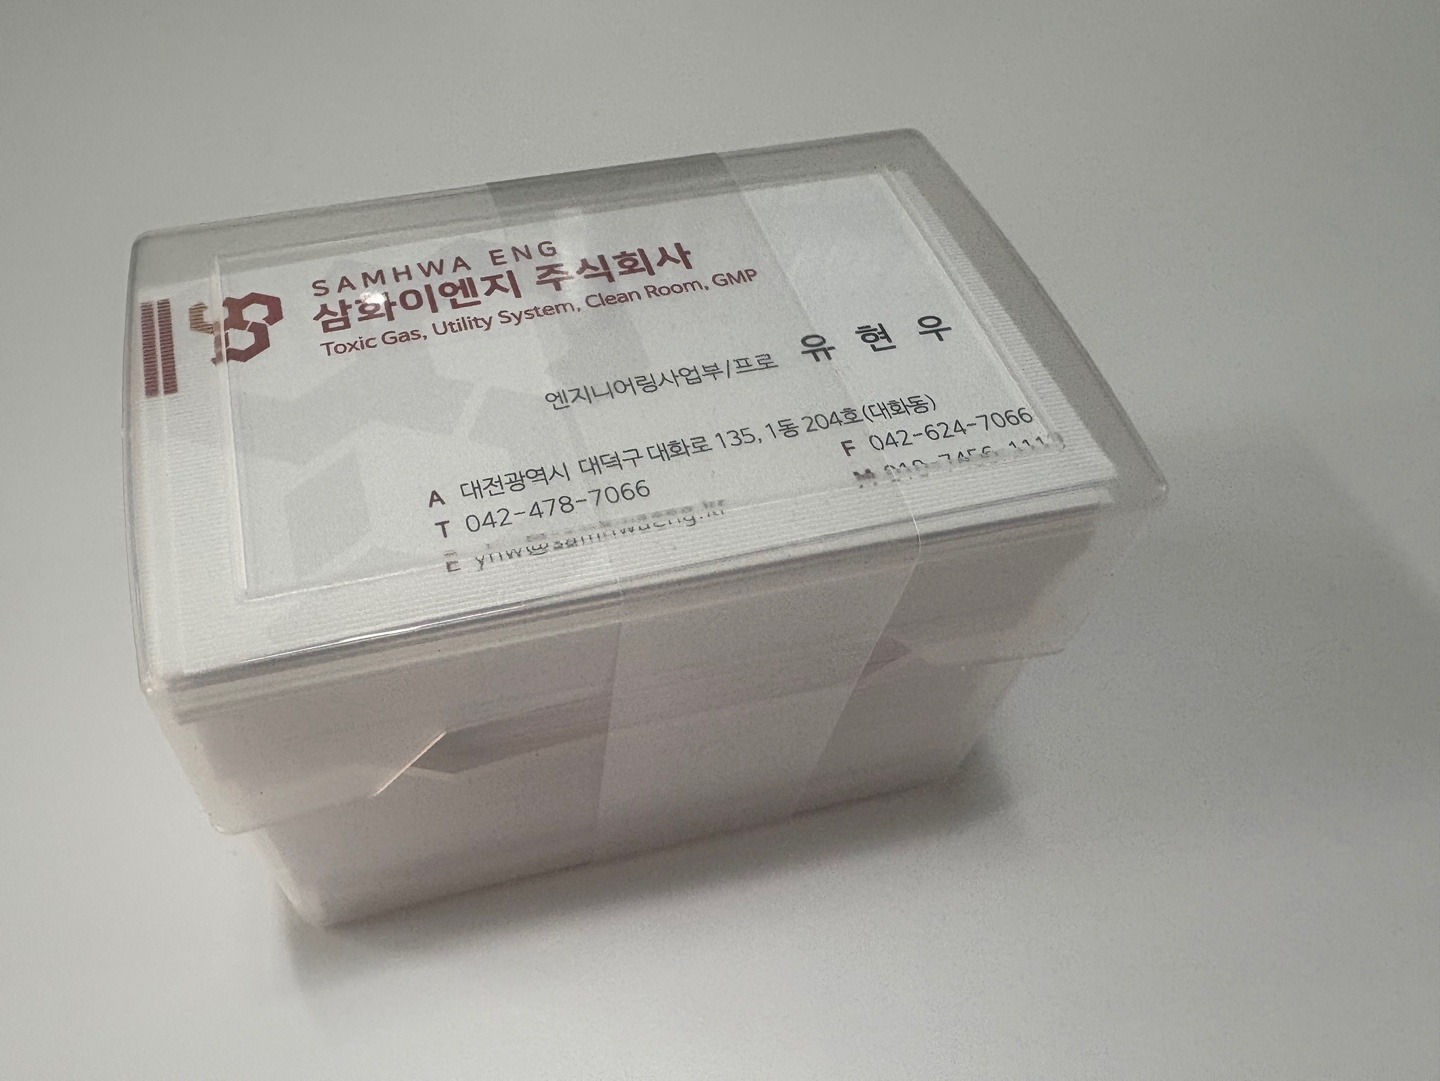 SAMHWA ENG
삼화이엔지 주식회사
Toxic Gas, Utility System, Clean Room, GMP
엔지니어링사업부/프로 유 현 우
A 대전광역시 대덕구 대화로 135, 1동 204호(대화동)
T 042-478-7066 F 042-624-7066
E M